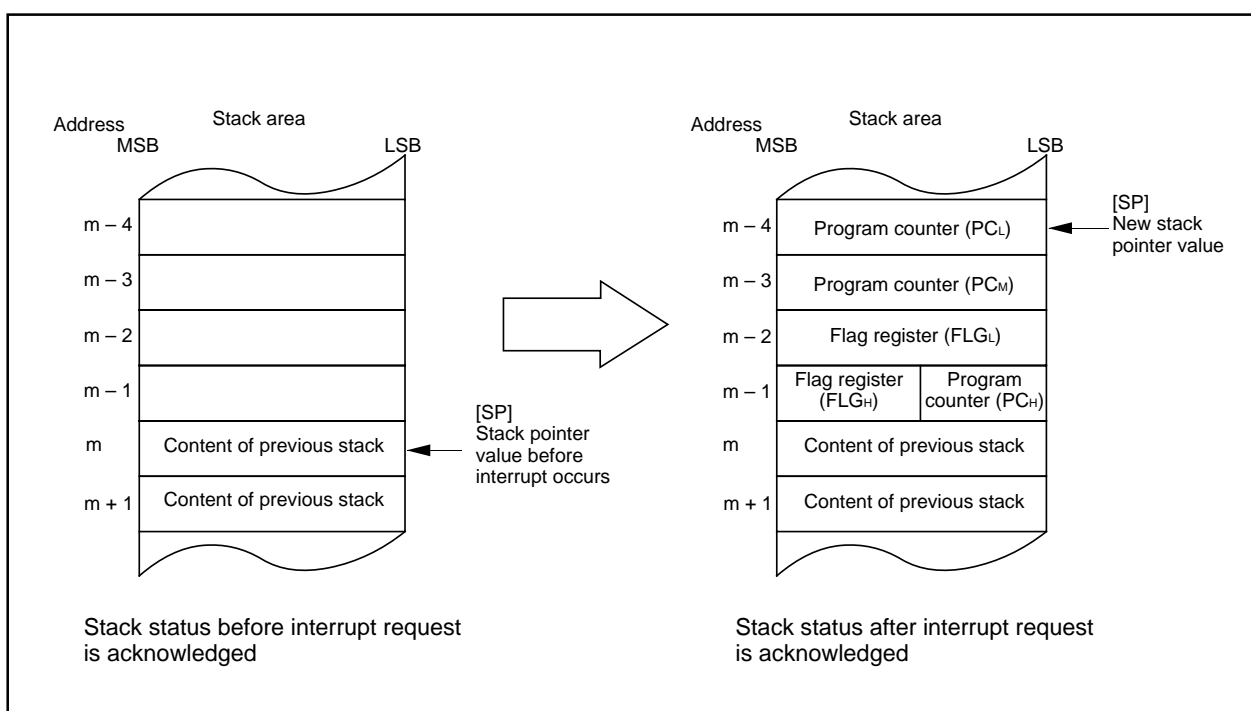 Address
Stack area
MSB
LSB
m – 4
m – 3
m – 2
m – 1
m
Content of previous stack
m + 1
Content of previous stack
[SP]
Stack pointer
value before
interrupt occurs
Stack status before interrupt request
is acknowledged
Address
Stack area
MSB
LSB
m – 4
Program counter (PCL)
[SP]
New stack
pointer value
m – 3
Program counter (PCM)
m – 2
Flag register (FLGL)
m – 1
Flag register
(FLGH)
Program
counter (PCH)
m
Content of previous stack
m + 1
Content of previous stack
Stack status after interrupt request
is acknowledged